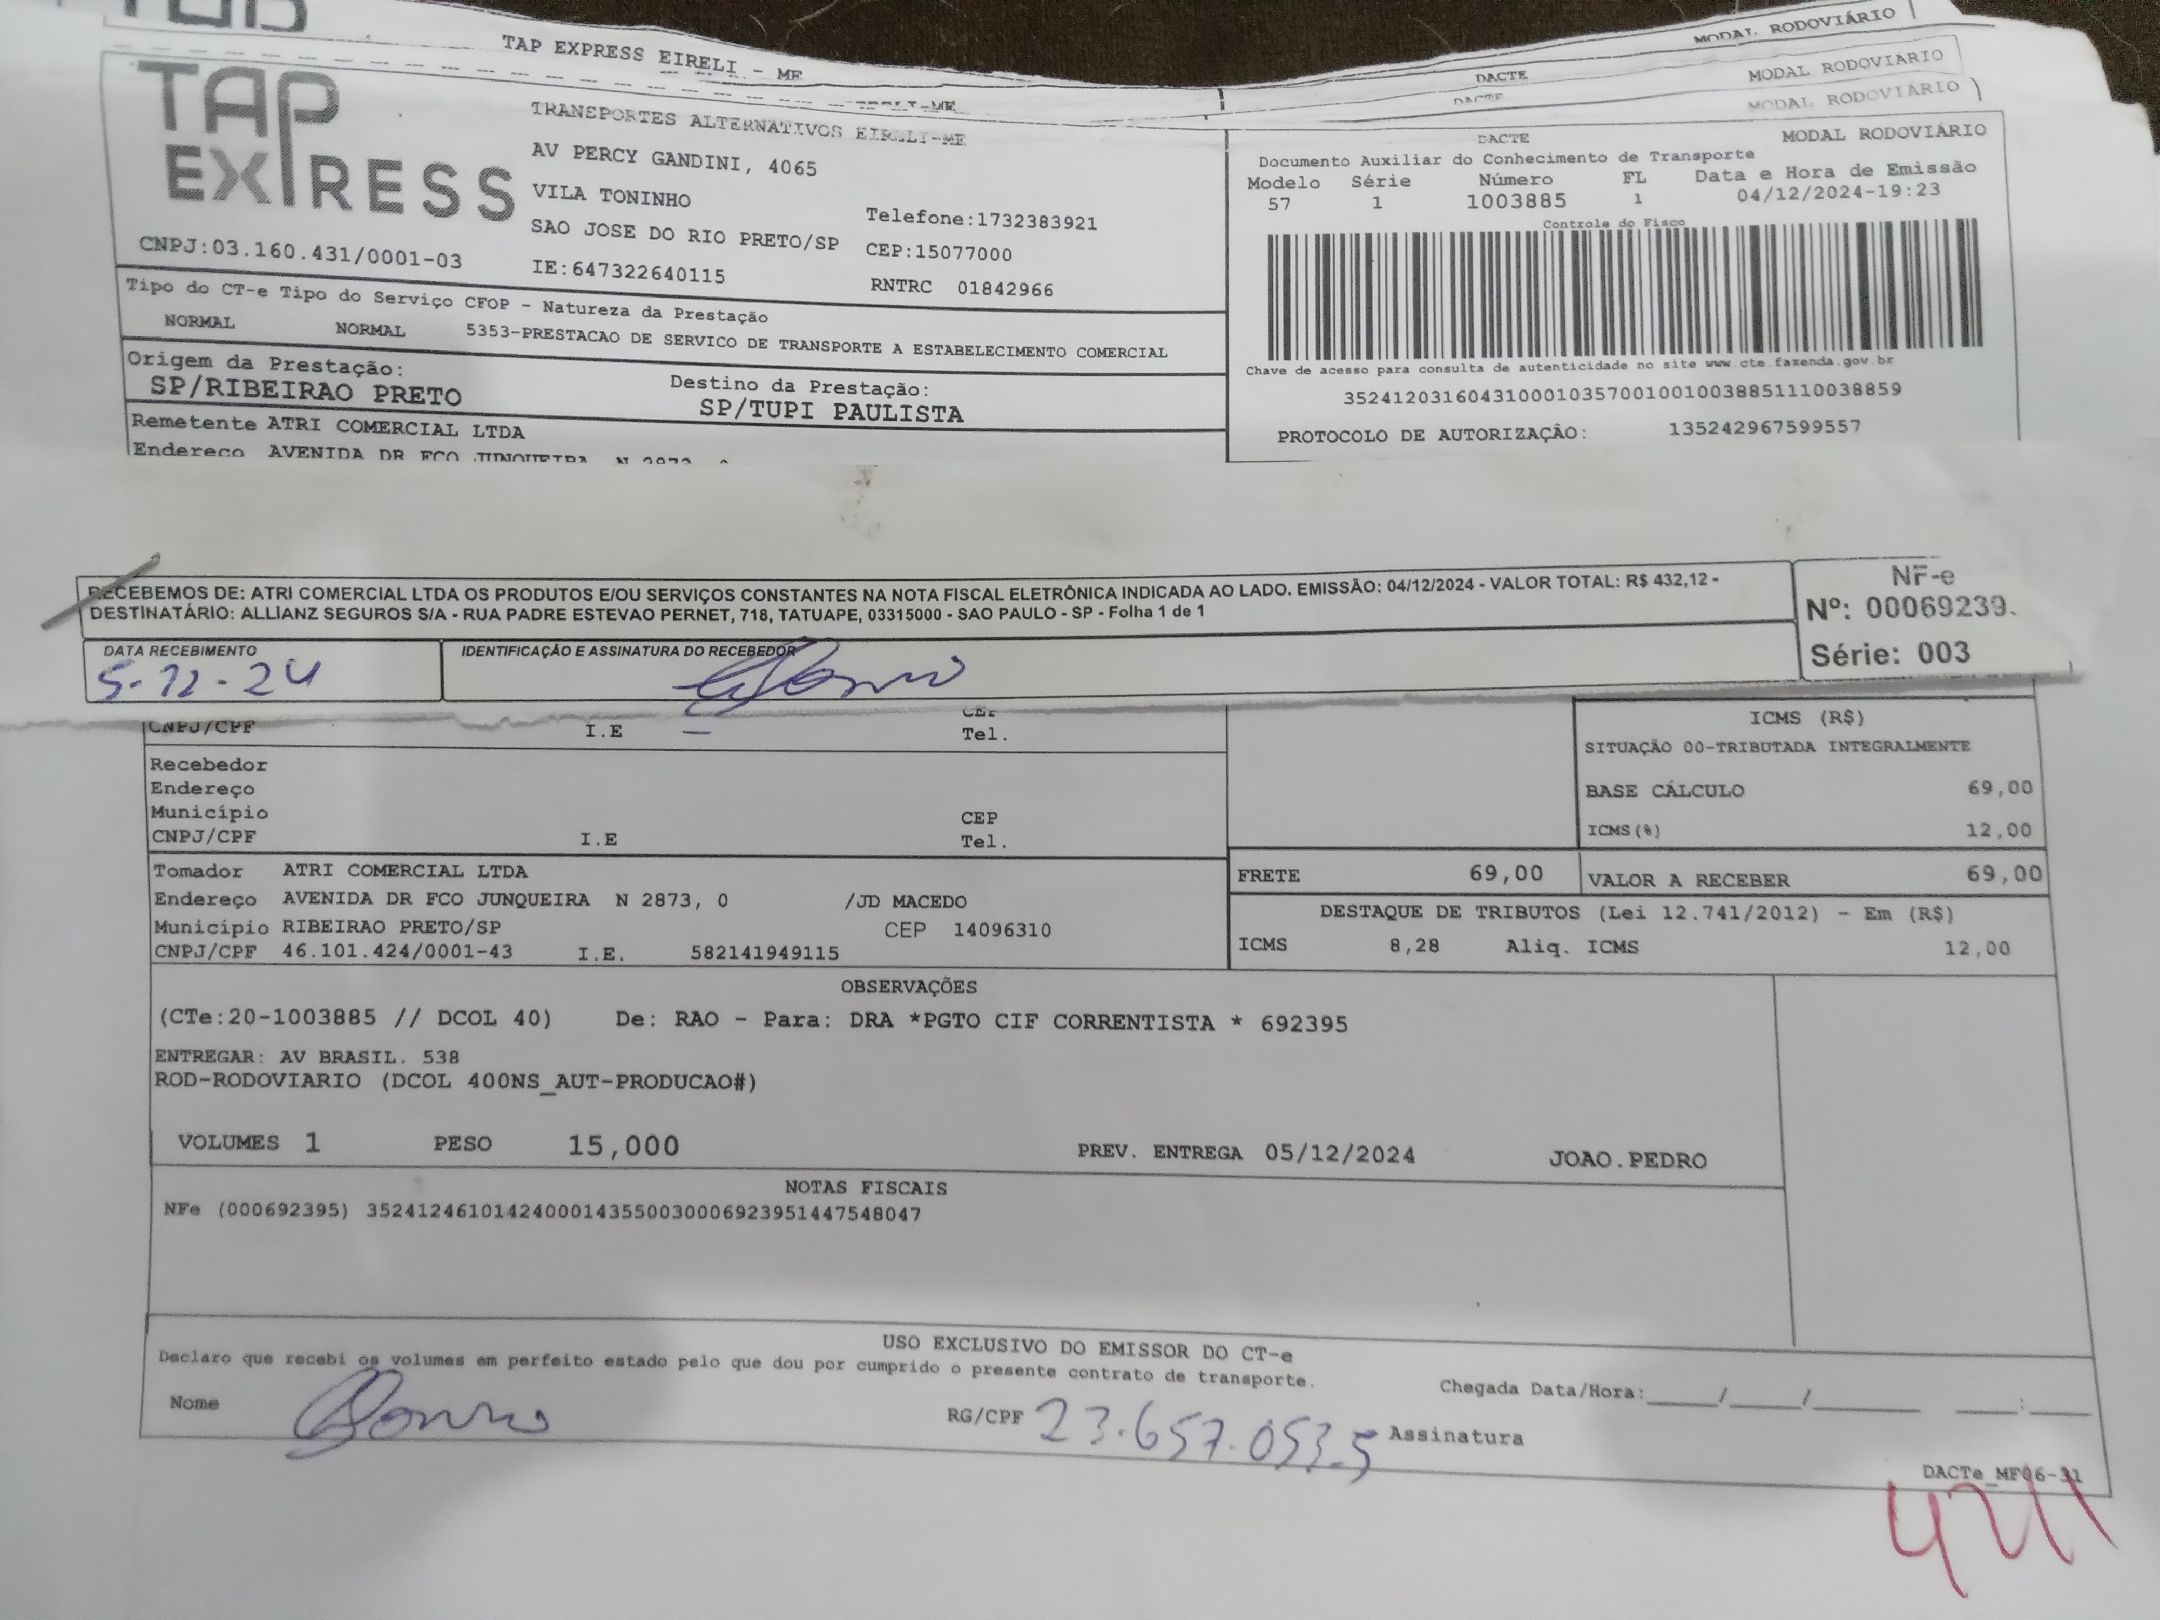 TAP EXPRESS EIRELI - ME
MODAL RODOVIÁRIO
DACTE MODAL RODOVIARIO
DACTE MODAL RODOVIÁRIO
TAP EXPRESS
TRANSPORTES ALTERNATIVOS EIRELI-ME
AV PERCY GANDINI, 4065
VILA TONINHO
SAO JOSE DO RIO PRETO/SP
IE:647322640115
Telefone:1732383921
CEP:15077000
RNTRC 01842966
CNPJ:03.160.431/0001-03
DACTE MODAL RODOVIÁRIO
Documento Auxiliar do Conhecimento de Transporte
Modelo Série Número FL Data e Hora de Emissão
57 1 1003885 1 04/12/2024-19:23
Controle do Fisco
Chave de acesso para consulta de autenticidade no site www.cte.fazenda.gov.br
35241203160431000103570010010038851110038859
PROTOCOLO DE AUTORIZAÇÃO: 135242967599557
Tipo do CT-e Tipo do Serviço CFOP - Natureza da Prestação
NORMAL NORMAL 5353-PRESTACAO DE SERVICO DE TRANSPORTE A ESTABELECIMENTO COMERCIAL
Origem da Prestação: Destino da Prestação:
SP/RIBEIRAO PRETO SP/TUPI PAULISTA
Remetente ATRI COMERCIAL LTDA
Endereço AVENIDA DR FCO JUNQUEIRA N 2873, 0
RECEBEMOS DE: ATRI COMERCIAL LTDA OS PRODUTOS E/OU SERVIÇOS CONSTANTES NA NOTA FISCAL ELETRÔNICA INDICADA AO LADO. EMISSÃO: 04/12/2024 - VALOR TOTAL: R$ 432,12 -
DESTINATÁRIO: ALLIANZ SEGUROS S/A - RUA PADRE ESTEVAO PERNET, 718, TATUAPE, 03315000 - SAO PAULO - SP - Folha 1 de 1
NF-e
Nº: 00069239.
Série: 003
DATA RECEBIMENTO IDENTIFICAÇÃO E ASSINATURA DO RECEBEDOR
5-12-24
CNPJ/CPF I.E CEP
Tel.
Recebedor
Endereço
Município CEP
CNPJ/CPF I.E Tel.
ICMS (R$)
SITUAÇÃO 00-TRIBUTADA INTEGRALMENTE
BASE CÁLCULO 69,00
ICMS(%) 12,00
Tomador ATRI COMERCIAL LTDA
Endereço AVENIDA DR FCO JUNQUEIRA N 2873, 0 /JD MACEDO
Município RIBEIRAO PRETO/SP CEP 14096310
CNPJ/CPF 46.101.424/0001-43 I.E. 582141949115
FRETE 69,00 VALOR A RECEBER 69,00
DESTAQUE DE TRIBUTOS (Lei 12.741/2012) - Em (R$)
ICMS 8,28 Aliq. ICMS 12,00
OBSERVAÇÕES
(CTe:20-1003885 // DCOL 40) De: RAO - Para: DRA *PGTO CIF CORRENTISTA * 692395
ENTREGAR: AV BRASIL. 538
ROD-RODOVIARIO (DCOL 400NS_AUT-PRODUCAO#)
VOLUMES 1 PESO 15,000 PREV. ENTREGA 05/12/2024 JOAO.PEDRO
NOTAS FISCAIS
NFe (000692395) 35241246101424000143550030006923951447548047
USO EXCLUSIVO DO EMISSOR DO CT-e
Declaro que recebi os volumes em perfeito estado pelo que dou por cumprido o presente contrato de transporte.
Nome RG/CPF 23.657.053.5 Assinatura
Chegada Data/Hora:____/____/______ ____:____
DACTe_MF06-31